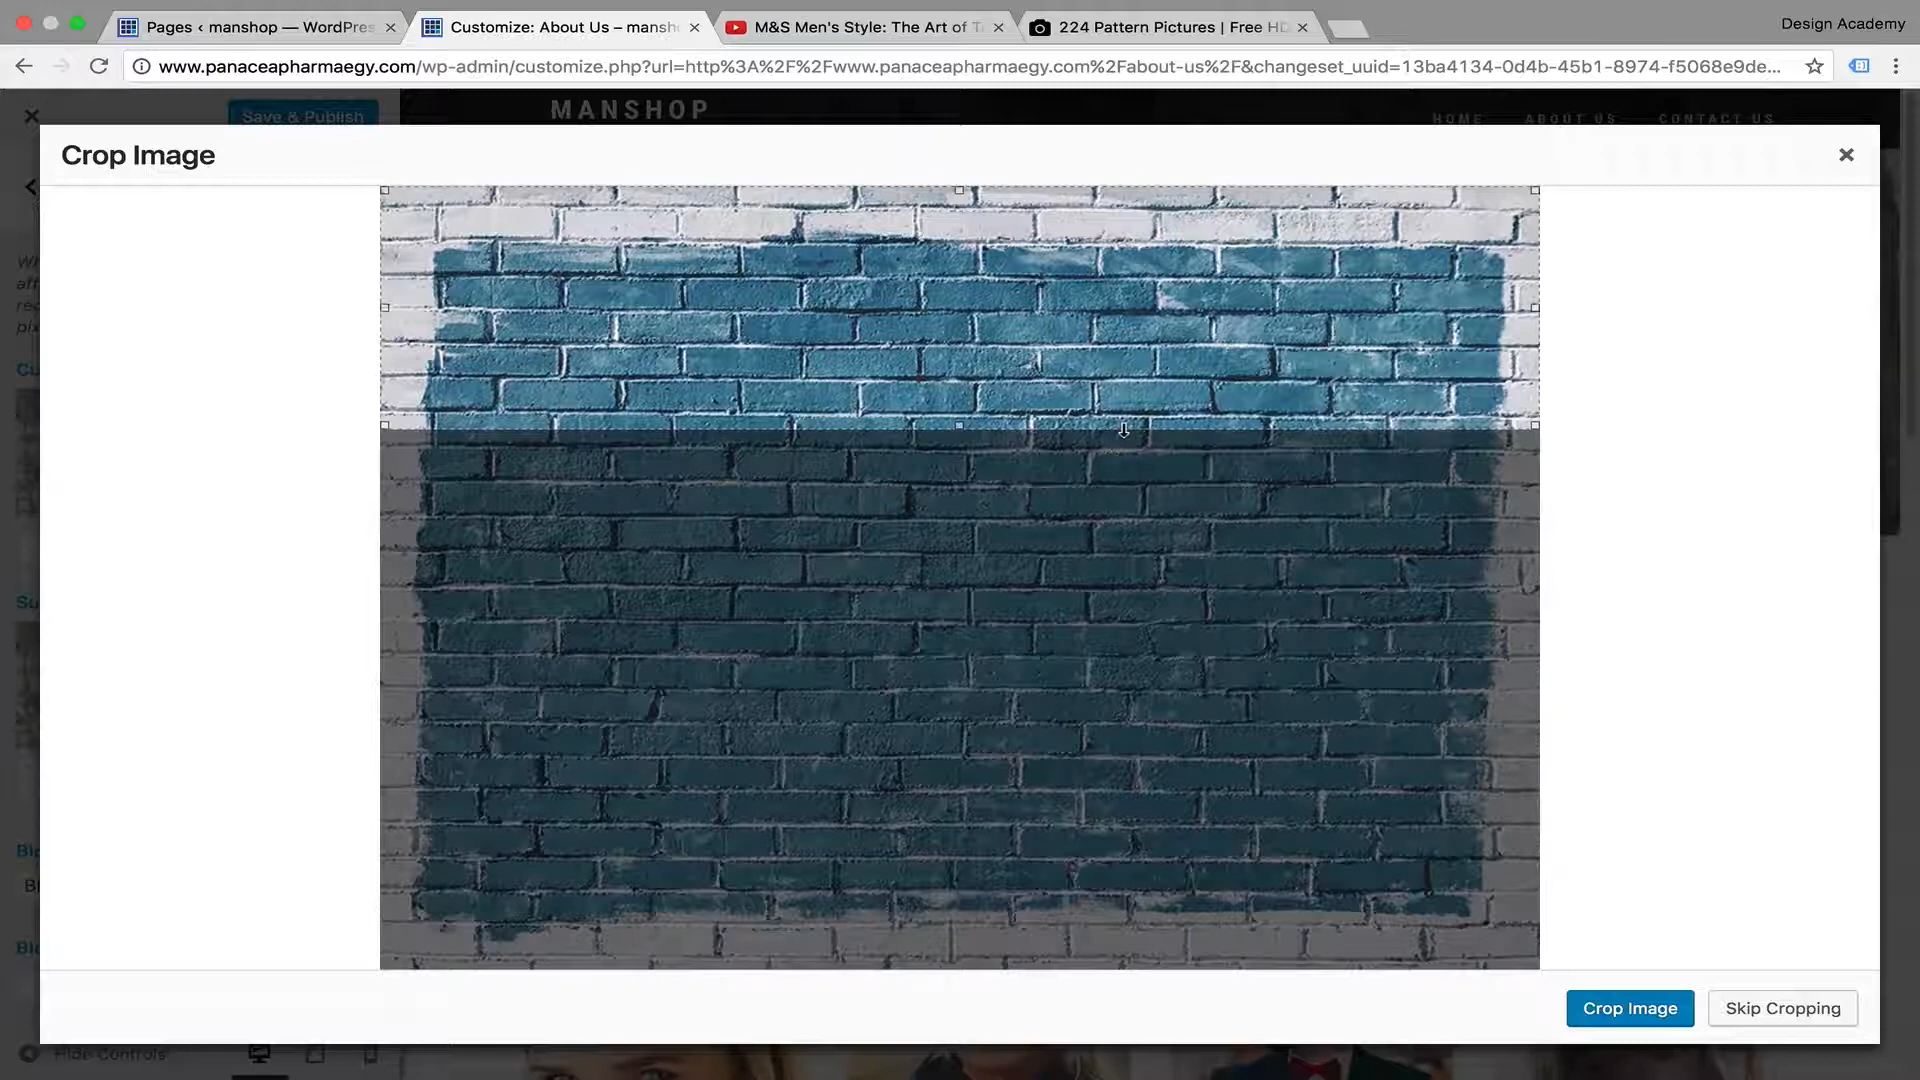 Pages ‹ manshop — WordPres
Customize: About Us – mansh
M&S Men's Style: The Art of T
224 Pattern Pictures | Free HD
Design Academy
www.panaceapharmaegy.com/wp-admin/customize.php?url=http%3A%2F%2Fwww.panaceapharmaegy.com%2Fabout-us%2F&changeset_uuid=13ba4134-0d4b-45b1-8974-f5068e9de...
Save & Publish
MANSHOP
HOME ABOUT US CONTACT US
Crop Image
Crop Image
Skip Cropping
Hide Controls